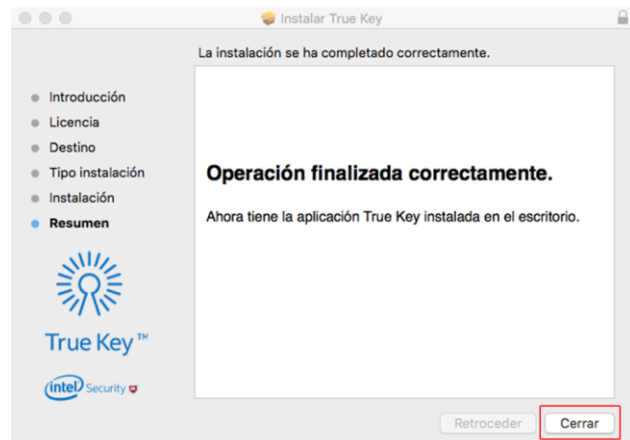 Instalar True Key
La instalación se ha completado correctamente.
Introducción
Licencia
Destino
Tipo instalación
Instalación
Resumen
True Key™
intel Security
Operación finalizada correctamente.
Ahora tiene la aplicación True Key instalada en el escritorio.
Retroceder
Cerrar